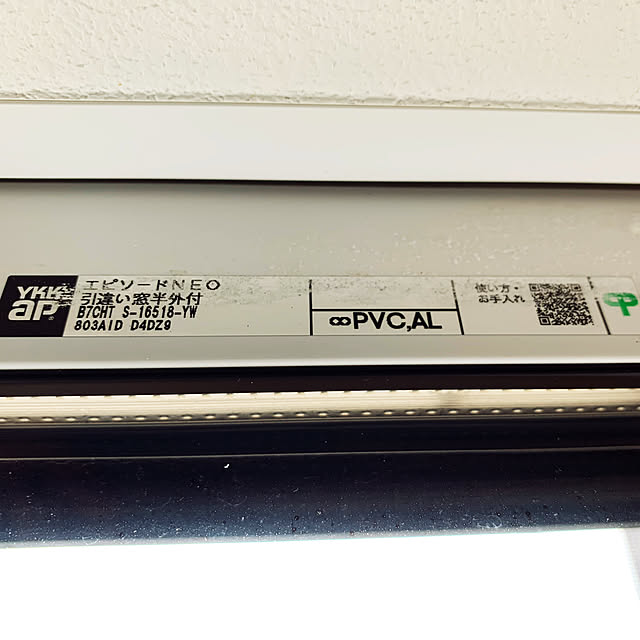 YKK
ap®
エピソードNEO
引違い窓半外付
B7CHT S-16518-YW
803AID D4DZ9
∞PVC,AL
使い方・
お手入れ